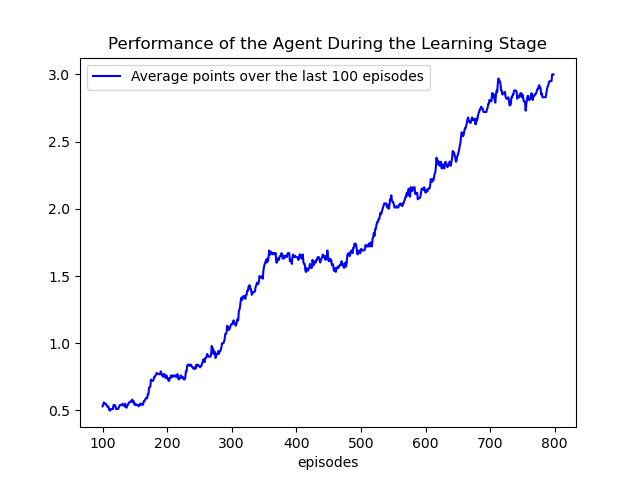 Performance of the Agent During the Learning Stage
Average points over the last 100 episodes
3.0
2.5
2.0
1.5
1.0
0.5
100 200 300 400 500 600 700 800
episodes